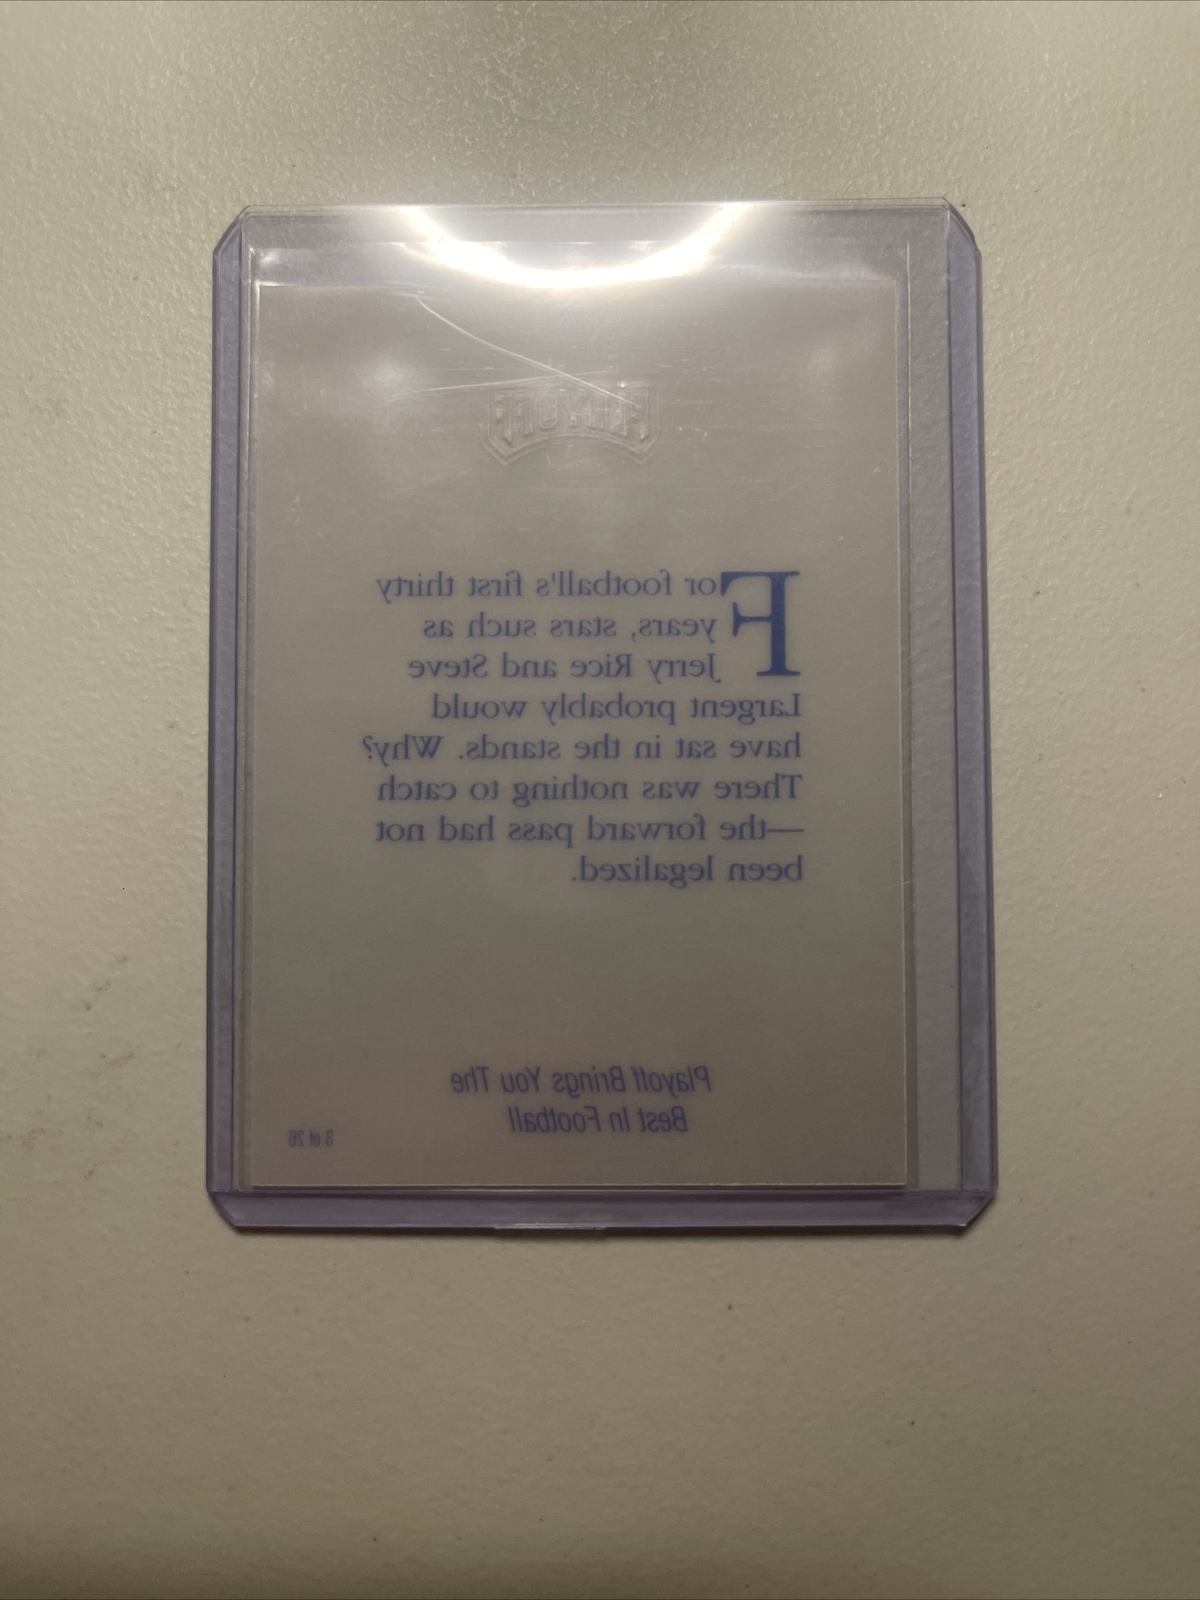 PLAYOFF
For football's first thirty
years, stars such as
Jerry Rice and Steve
Largent probably would
have sat in the stands. Why?
There was nothing to catch
—the forward pass had not
been legalized.
Playoff Brings You The
Best In Football
3 of 26